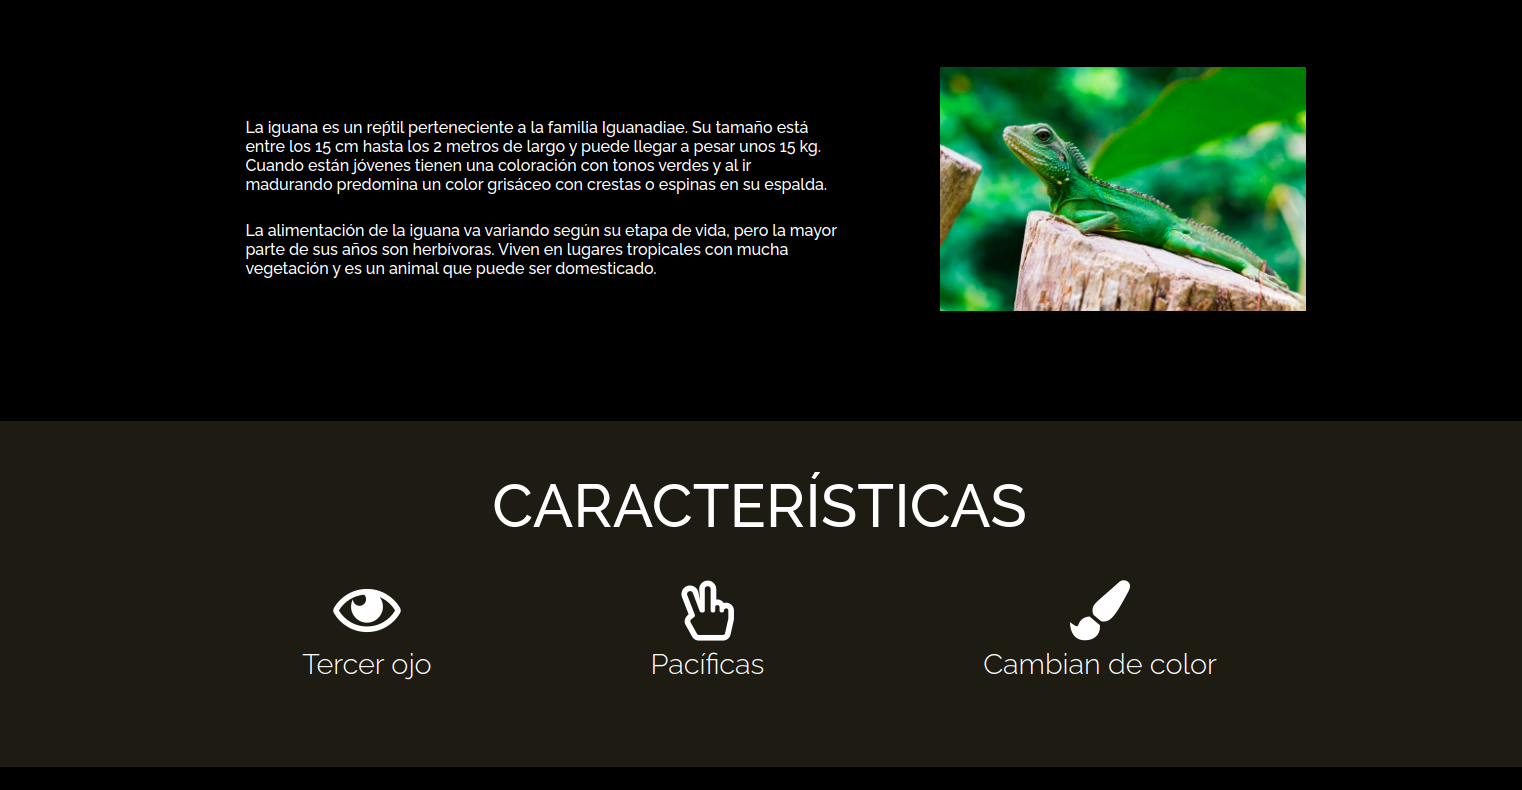 La iguana es un reṕtil perteneciente a la familia Iguanadiae. Su tamaño está
entre los 15 cm hasta los 2 metros de largo y puede llegar a pesar unos 15 kg.
Cuando están jóvenes tienen una coloración con tonos verdes y al ir
madurando predomina un color grisáceo con crestas o espinas en su espalda.
La alimentación de la iguana va variando según su etapa de vida, pero la mayor
parte de sus años son herbívoras. Viven en lugares tropicales con mucha
vegetación y es un animal que puede ser domesticado.
CARACTERÍSTICAS
Tercer ojo
Pacíficas
Cambian de color